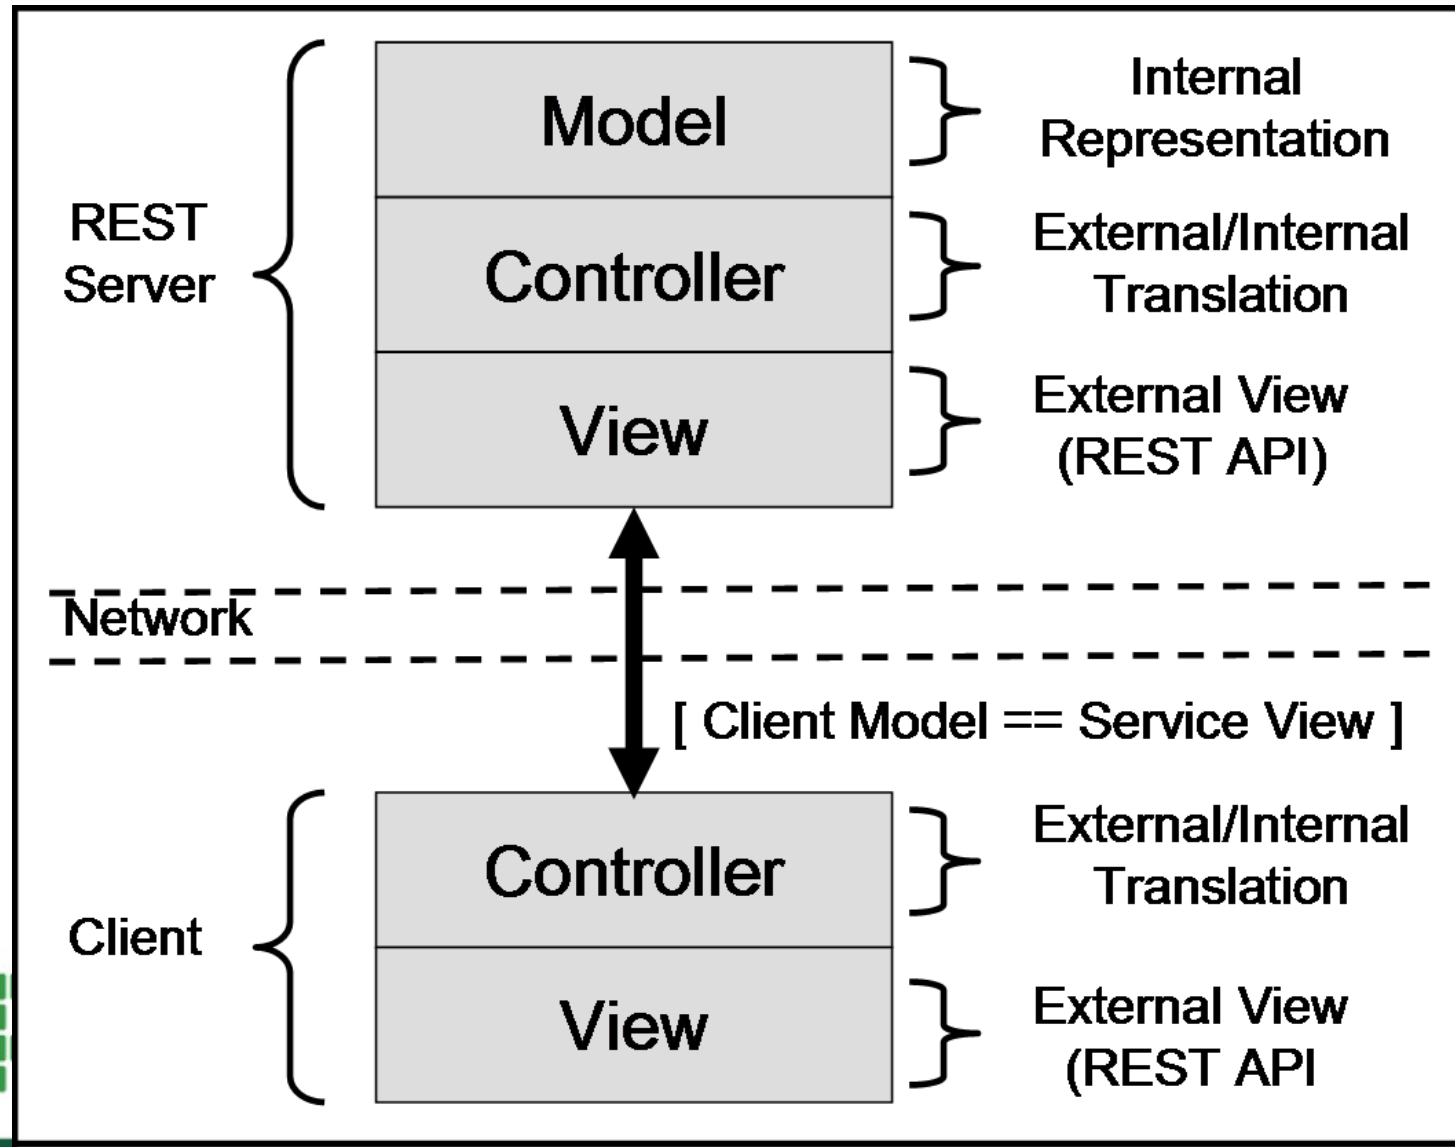 Model
Internal
Representation
REST
Server
Controller
External/Internal
Translation
View
External View
(REST API)
Network
[ Client Model == Service View ]
Client
Controller
External/Internal
Translation
View
External View
(REST API